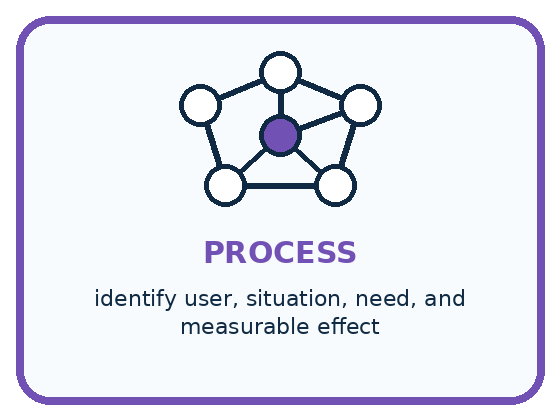 PROCESS
identify user, situation, need, and
measurable effect